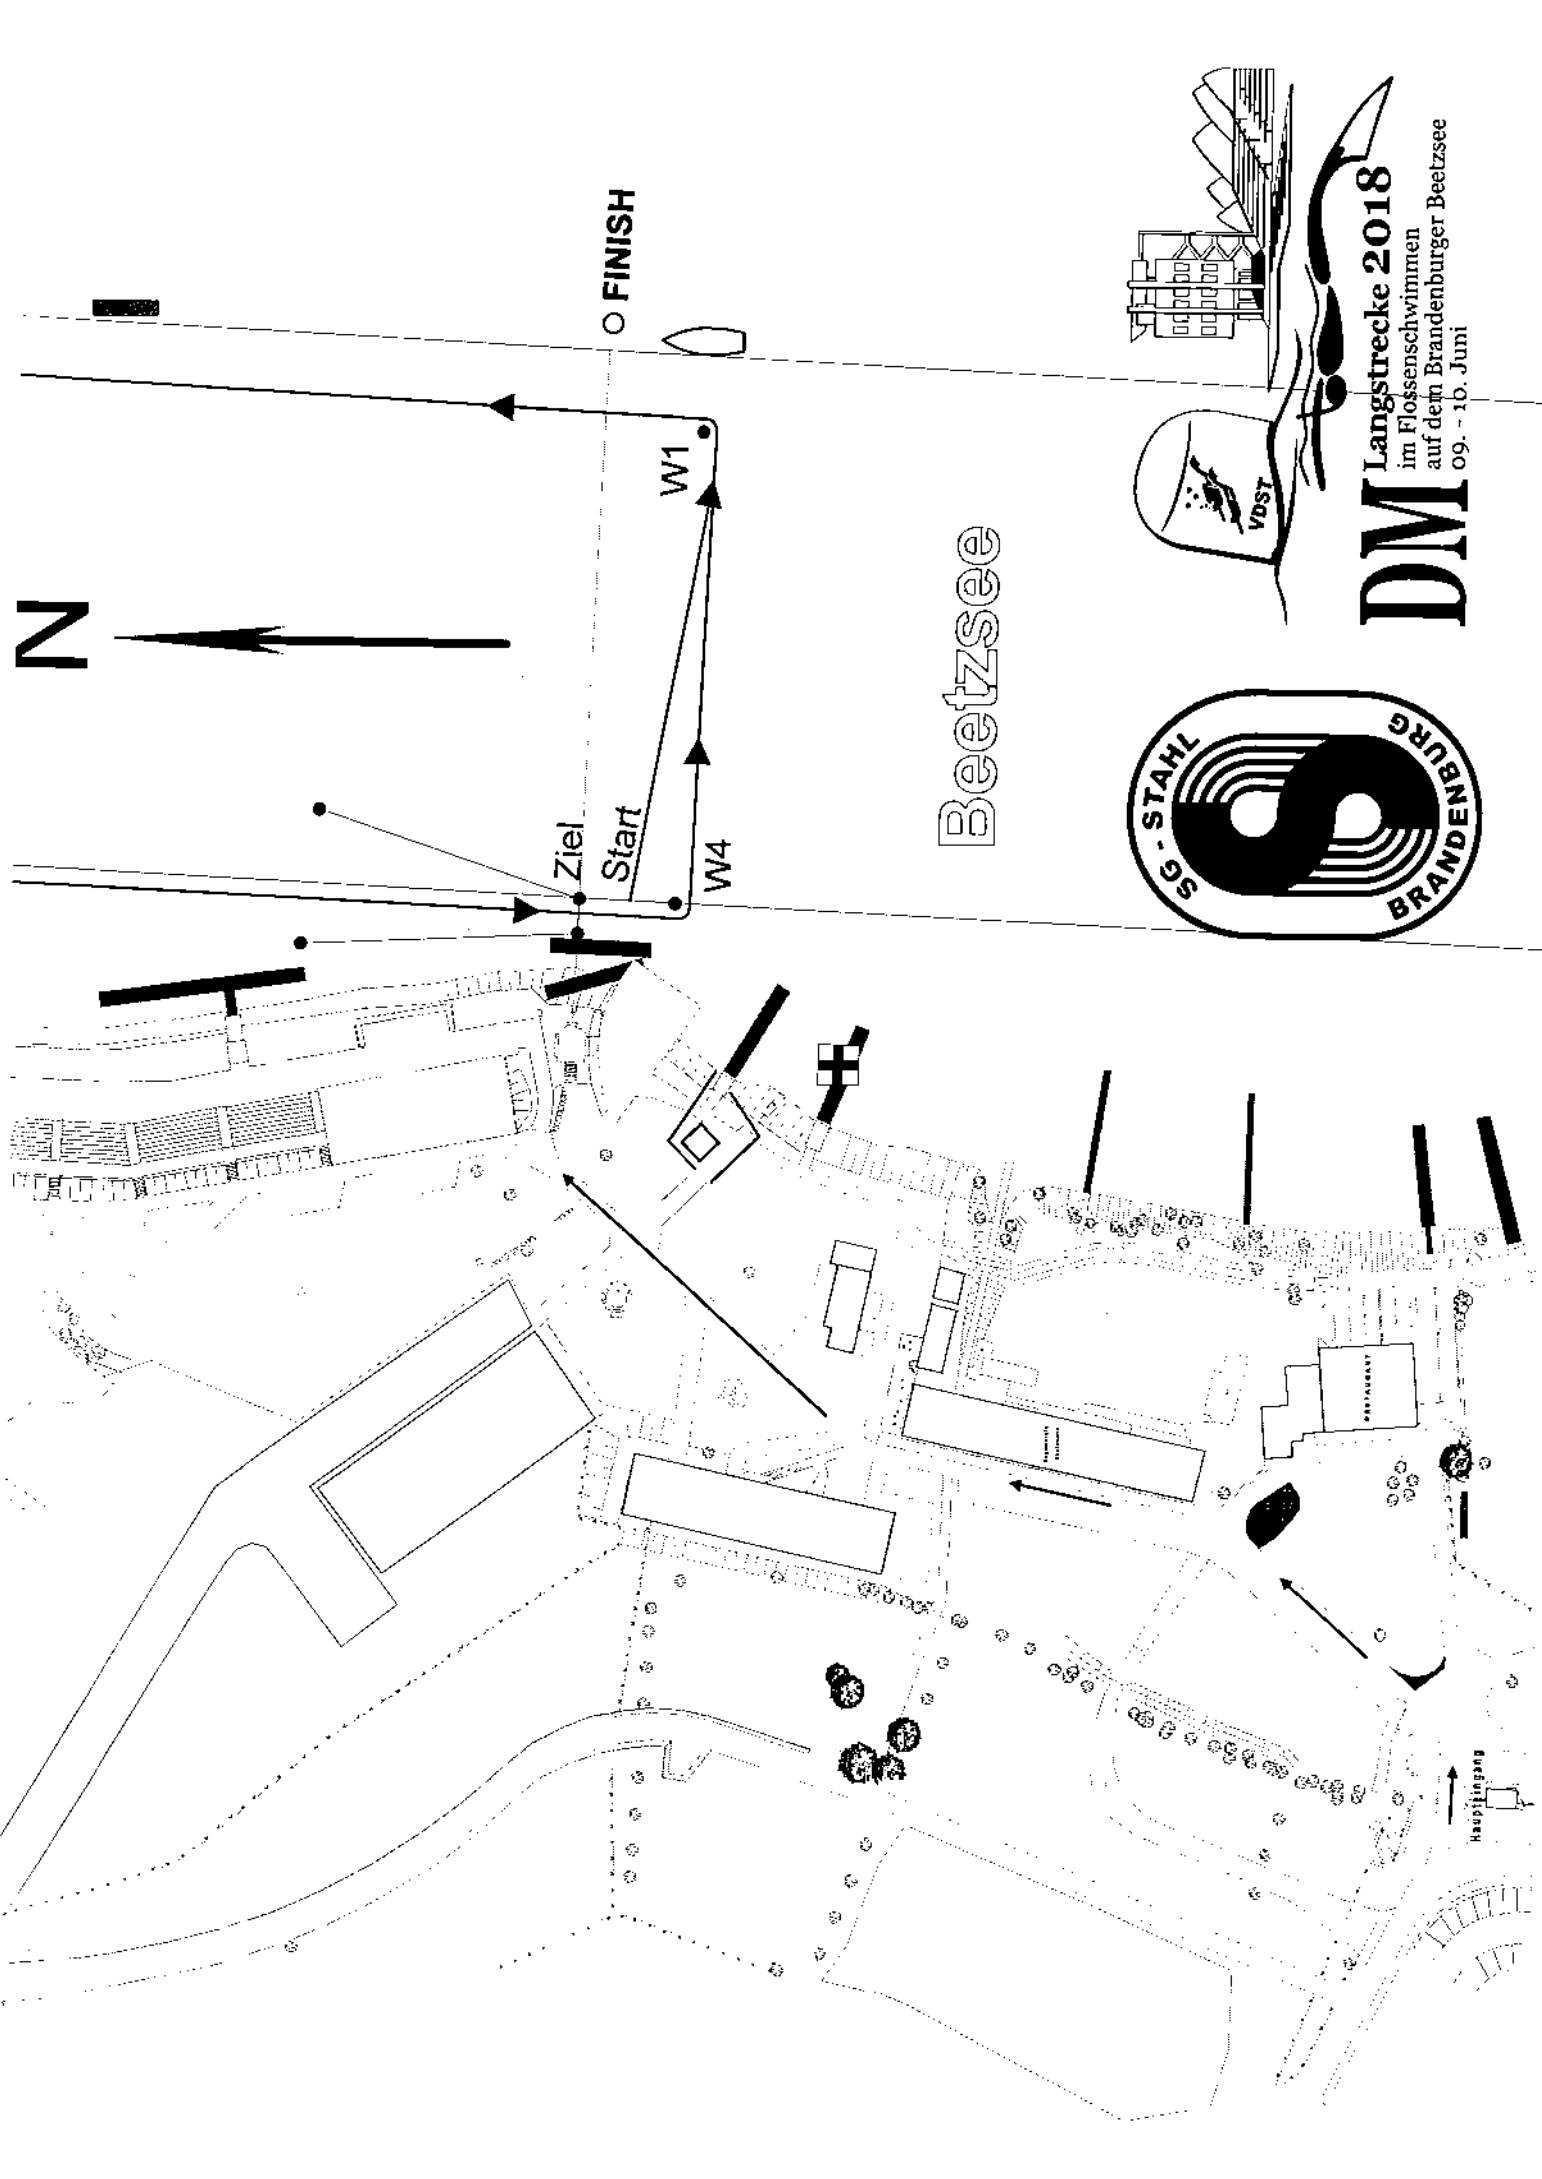 N
FINISH
W1
Ziel
Start
W4
Beetzsee
VDST
DM Langstrecke 2018
im Flossenschwimmen
auf dem Brandenburger Beetzsee
09. - 10. Juni
SG - STAHL
BRANDENBURG
RESTAURANT
Haupteingang